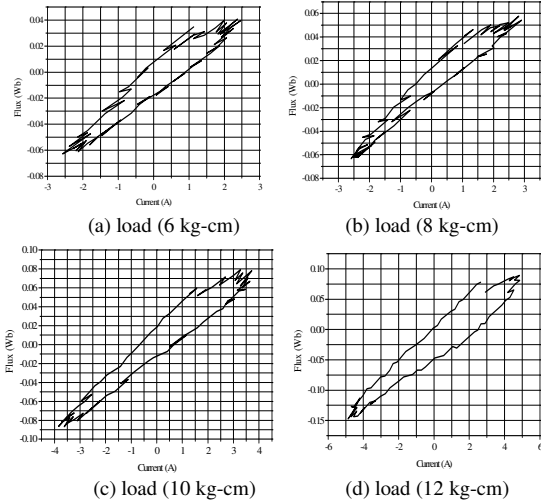 0.04
0.02
0.00
-0.02
-0.04
-0.06
-0.08
Flux (Wb)
-3 -2 -1 0 1 2 3
Current (A)
(a) load (6 kg-cm)
0.06
0.04
0.02
0.00
-0.02
-0.04
-0.06
-0.08
Flux (Wb)
-3 -2 -1 0 1 2 3
Current (A)
(b) load (8 kg-cm)
0.10
0.08
0.06
0.04
0.02
0.00
-0.02
-0.04
-0.06
-0.08
-0.10
Flux (Wb)
-4 -3 -2 -1 0 1 2 3 4
Current (A)
(c) load (10 kg-cm)
0.10
0.05
0.00
-0.05
-0.10
-0.15
Flux (Wb)
-6 -4 -2 0 2 4 6
Current (A)
(d) load (12 kg-cm)